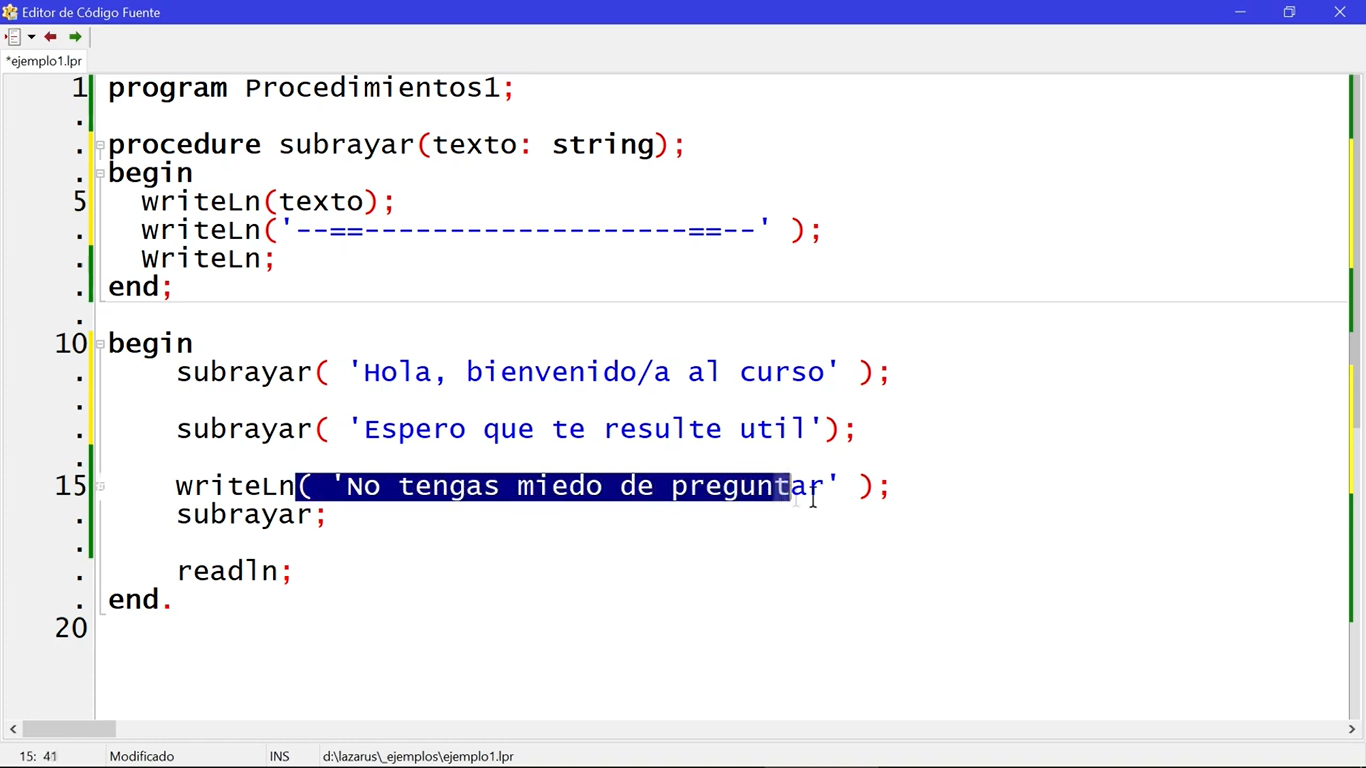 Editor de Código Fuente
*ejemplo1.lpr
1 program Procedimientos1;
.
. procedure subrayar(texto: string);
. begin
5 writeLn(texto);
. writeLn('--==-------------------==--' );
. WriteLn;
. end;
.
10 begin
. subrayar( 'Hola, bienvenido/a al curso' );
.
. subrayar( 'Espero que te resulte util');
.
15 writeLn( 'No tengas miedo de preguntar' );
. subrayar;
.
. readln;
. end.
20
15: 41 Modificado INS d:\lazarus\_ejemplos\ejemplo1.lpr